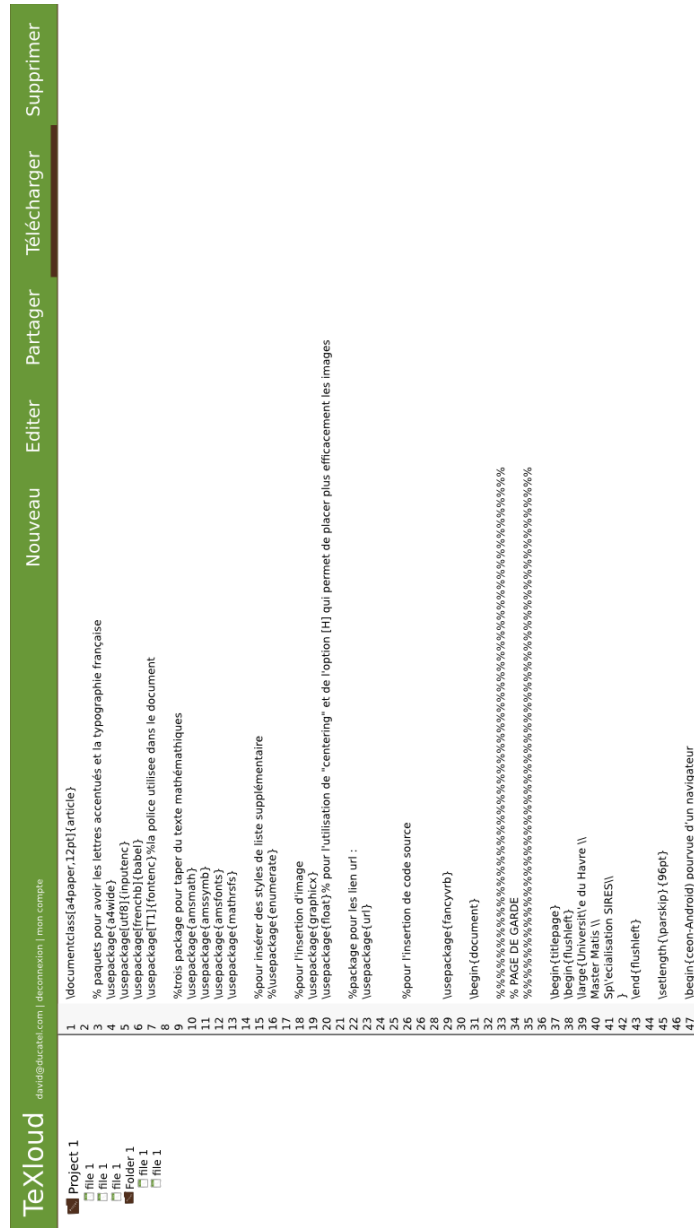 TeXloud david@ducatel.com | deconnexion | mon compte Nouveau Editer Partager Télécharger Supprimer
Project 1
file 1
file 1
file 1
Folder 1
file 1
file 1
1 \documentclass[a4paper,12pt]{article}
2
3 % paquets pour avoir les lettres accentués et la typographie française
4 \usepackage{a4wide}
5 \usepackage[utf8]{inputenc}
6 \usepackage[frenchb]{babel}
7 \usepackage[T1]{fontenc}%la police utilisee dans le document
8
9 %trois package pour taper du texte mathémathiques
10 \usepackage{amsmath}
11 \usepackage{amssymb}
12 \usepackage{amsfonts}
13 \usepackage{mathrsfs}
14
15 %pour insérer des styles de liste supplémentaire
16 %\usepackage{enumerate}
17
18 %pour l'insertion d'image
19 \usepackage{graphicx}
20 \usepackage{float}% pour l'utilisation de "centering" et de l'option [H] qui permet de placer plus efficacement les images
21
22 %package pour les lien url :
23 \usepackage{url}
24
25
26 %pour l'insertion de code source
26
28
29 \usepackage{fancyvrb}
30
31 \begin{document}
32
33 %%%%%%%%%%%%%%%%%%%%%%%%%%%%%%%%%%%%%%%%%%%%%%%
34 % PAGE DE GARDE
35 %%%%%%%%%%%%%%%%%%%%%%%%%%%%%%%%%%%%%%%%%%%%%%%
36
37 \begin{titlepage}
38 \begin{flushleft}
39 \large{Universit\'e du Havre \\
40 Master Matis \\
41 Sp\'ecialisation SIRES\\
42 }
43 \end{flushleft}
44
45 \setlength{\parskip}{96pt}
46
47 \begin{ceon-Android) pourvue d'un navigateur